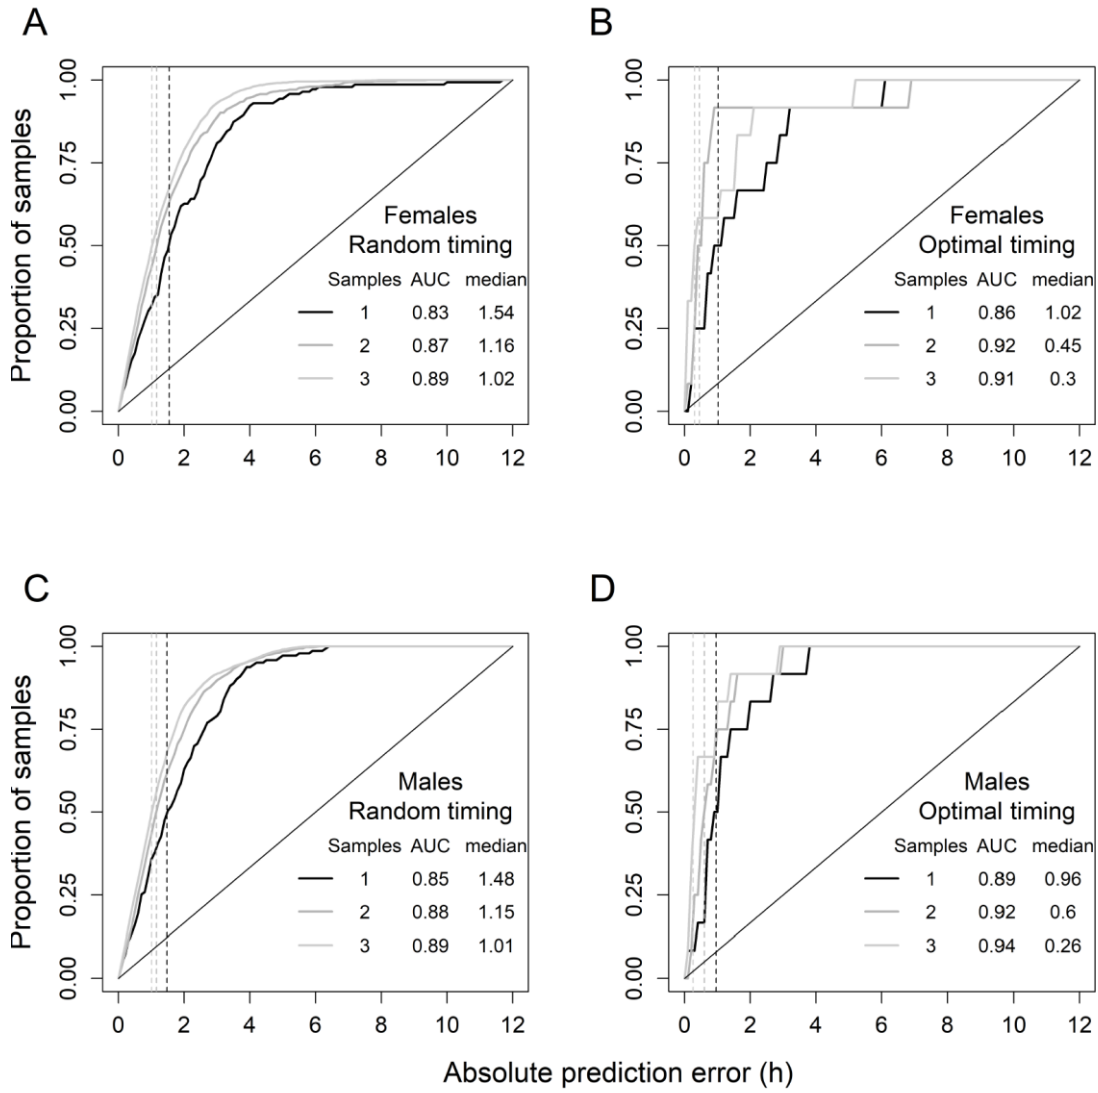 A
Proportion of samples
1.00
0.75
0.50
0.25
0.00
0 2 4 6 8 10 12
Females
Random timing
Samples AUC median
1 0.83 1.54
2 0.87 1.16
3 0.89 1.02
B
1.00
0.75
0.50
0.25
0.00
0 2 4 6 8 10 12
Females
Optimal timing
Samples AUC median
1 0.86 1.02
2 0.92 0.45
3 0.91 0.3
C
Proportion of samples
1.00
0.75
0.50
0.25
0.00
0 2 4 6 8 10 12
Males
Random timing
Samples AUC median
1 0.85 1.48
2 0.88 1.15
3 0.89 1.01
D
1.00
0.75
0.50
0.25
0.00
0 2 4 6 8 10 12
Males
Optimal timing
Samples AUC median
1 0.89 0.96
2 0.92 0.6
3 0.94 0.26
Absolute prediction error (h)